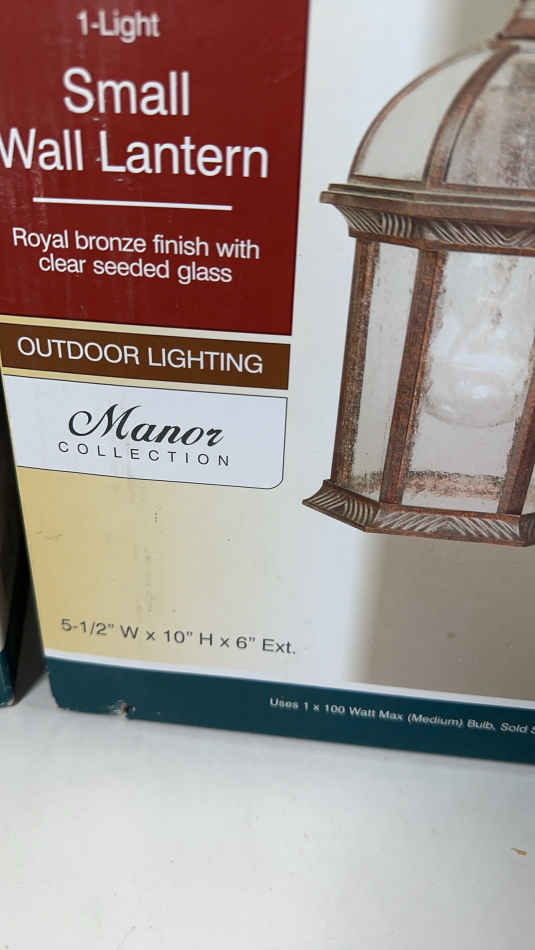 1-Light
Small
Wall Lantern
Royal bronze finish with
clear seeded glass
OUTDOOR LIGHTING
Manor
COLLECTION
5-1/2" W x 10" H x 6" Ext.
Uses 1 x 100 Watt Max (Medium) Bulb, Sold